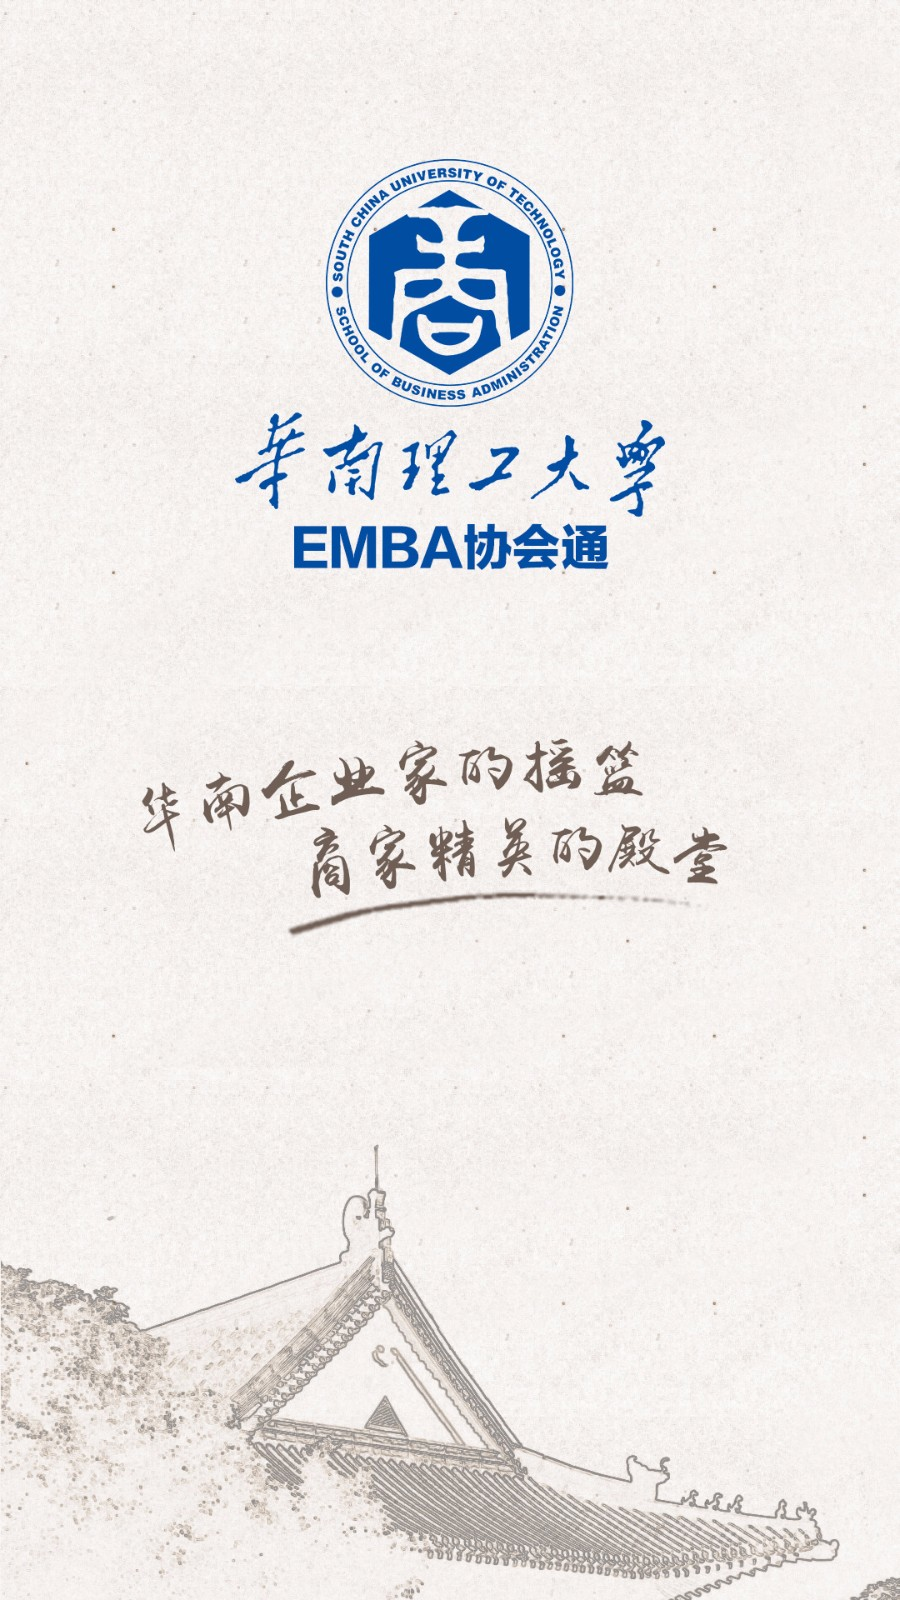 SOUTH CHINA UNIVERSITY OF TECHNOLOGY
SCHOOL OF BUSINESS ADMINISTRATION
商
華南理工大學
EMBA协会通
华南企业家的摇篮
商家精英的殿堂